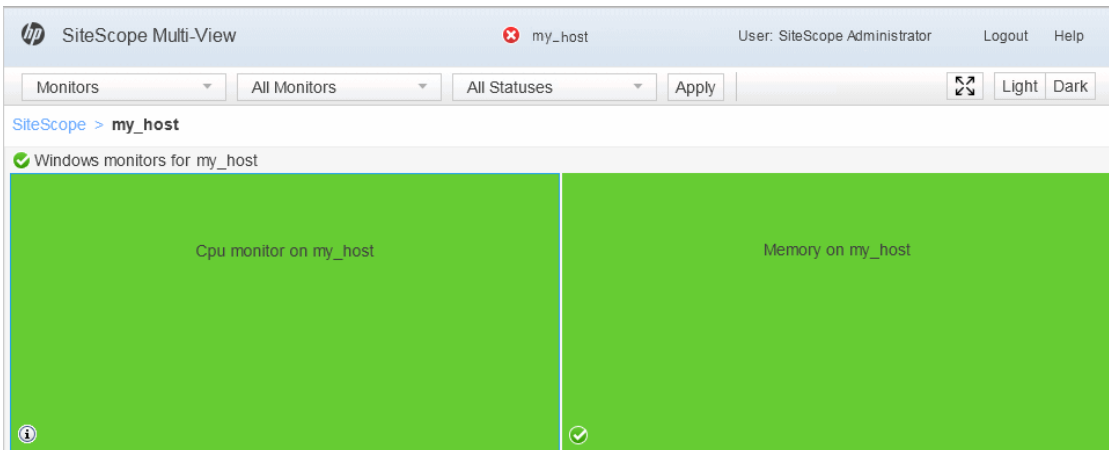 hp SiteScope Multi-View my_host User: SiteScope Administrator Logout Help
Monitors All Monitors All Statuses Apply Light Dark
SiteScope > my_host
Windows monitors for my_host
Cpu monitor on my_host Memory on my_host